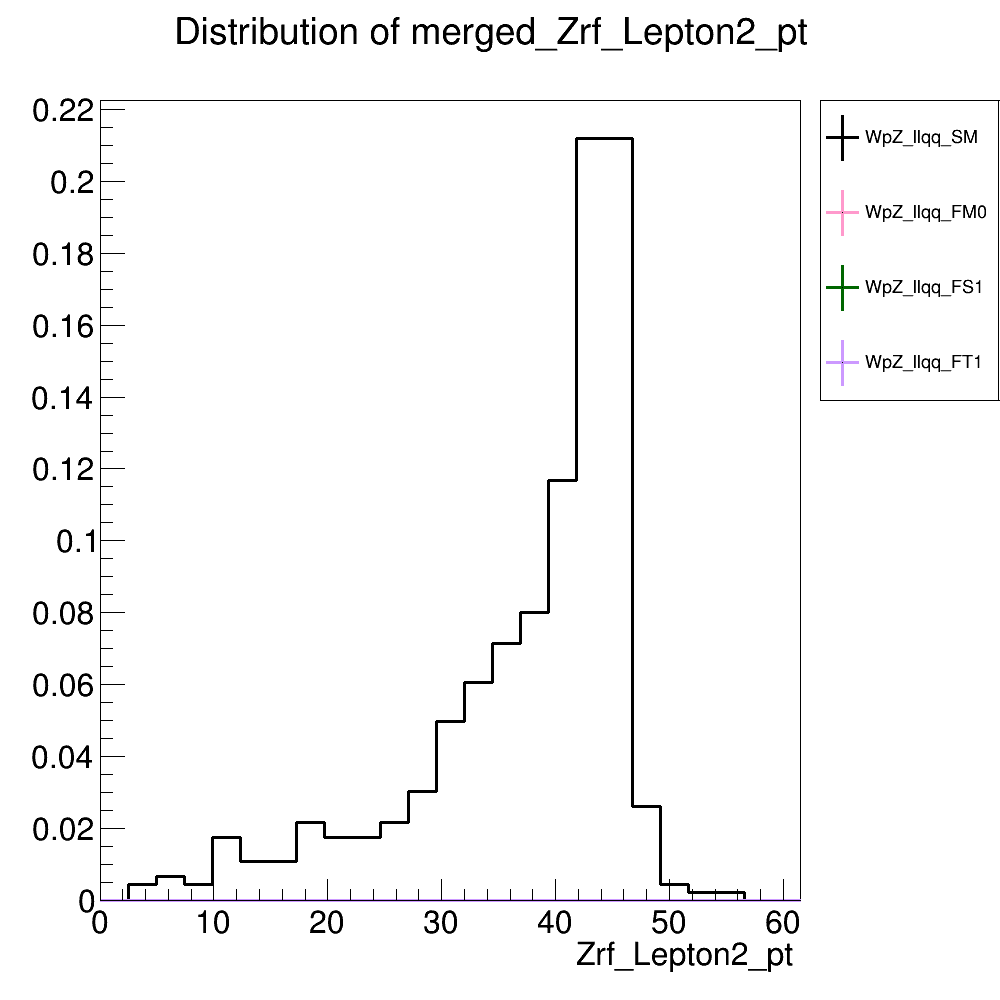 Distribution of merged_Zrf_Lepton2_pt
0.22
0.2
0.18
0.16
0.14
0.12
0.1
0.08
0.06
0.04
0.02
0
0 10 20 30 40 50 60
Zrf_Lepton2_pt
WpZ_llqq_SM
WpZ_llqq_FM0
WpZ_llqq_FS1
WpZ_llqq_FT1